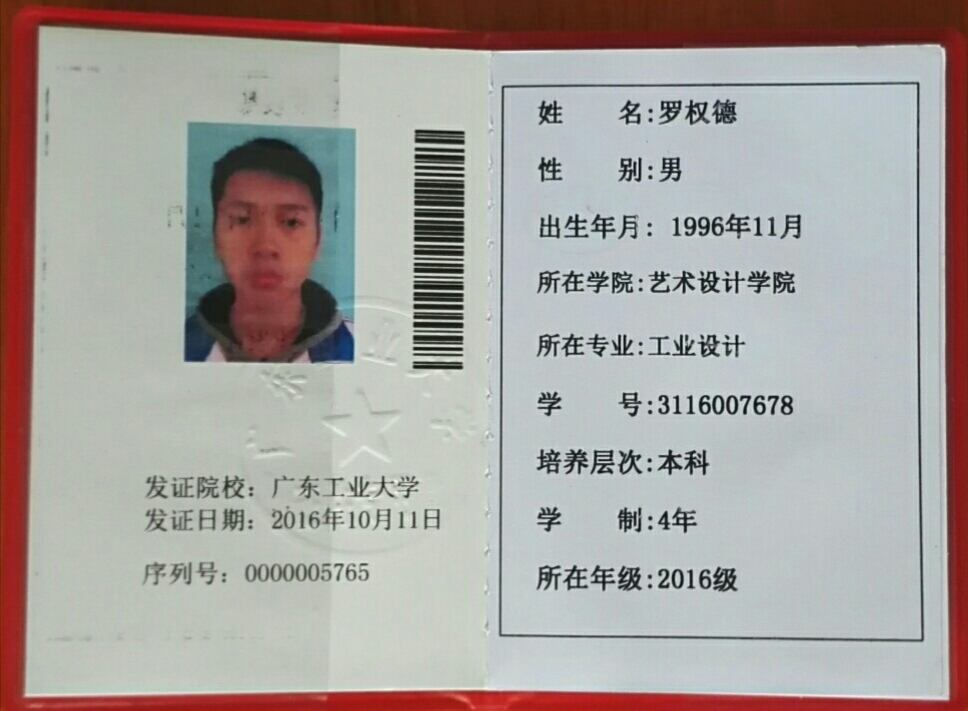 发证院校：广东工业大学
发证日期：2016年10月11日
序列号：0000005765
姓　　名:罗权德
性　　别:男
出生年月: 1996年11月
所在学院:艺术设计学院
所在专业:工业设计
学　　号:3116007678
培养层次:本科
学　　制:4年
所在年级:2016级